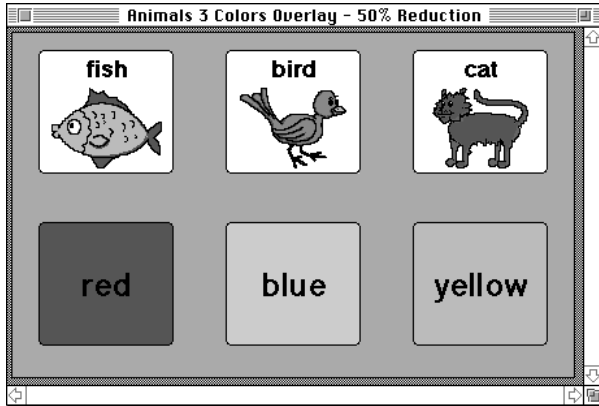 Animals 3 Colors Overlay - 50% Reduction
fish bird cat
red blue yellow